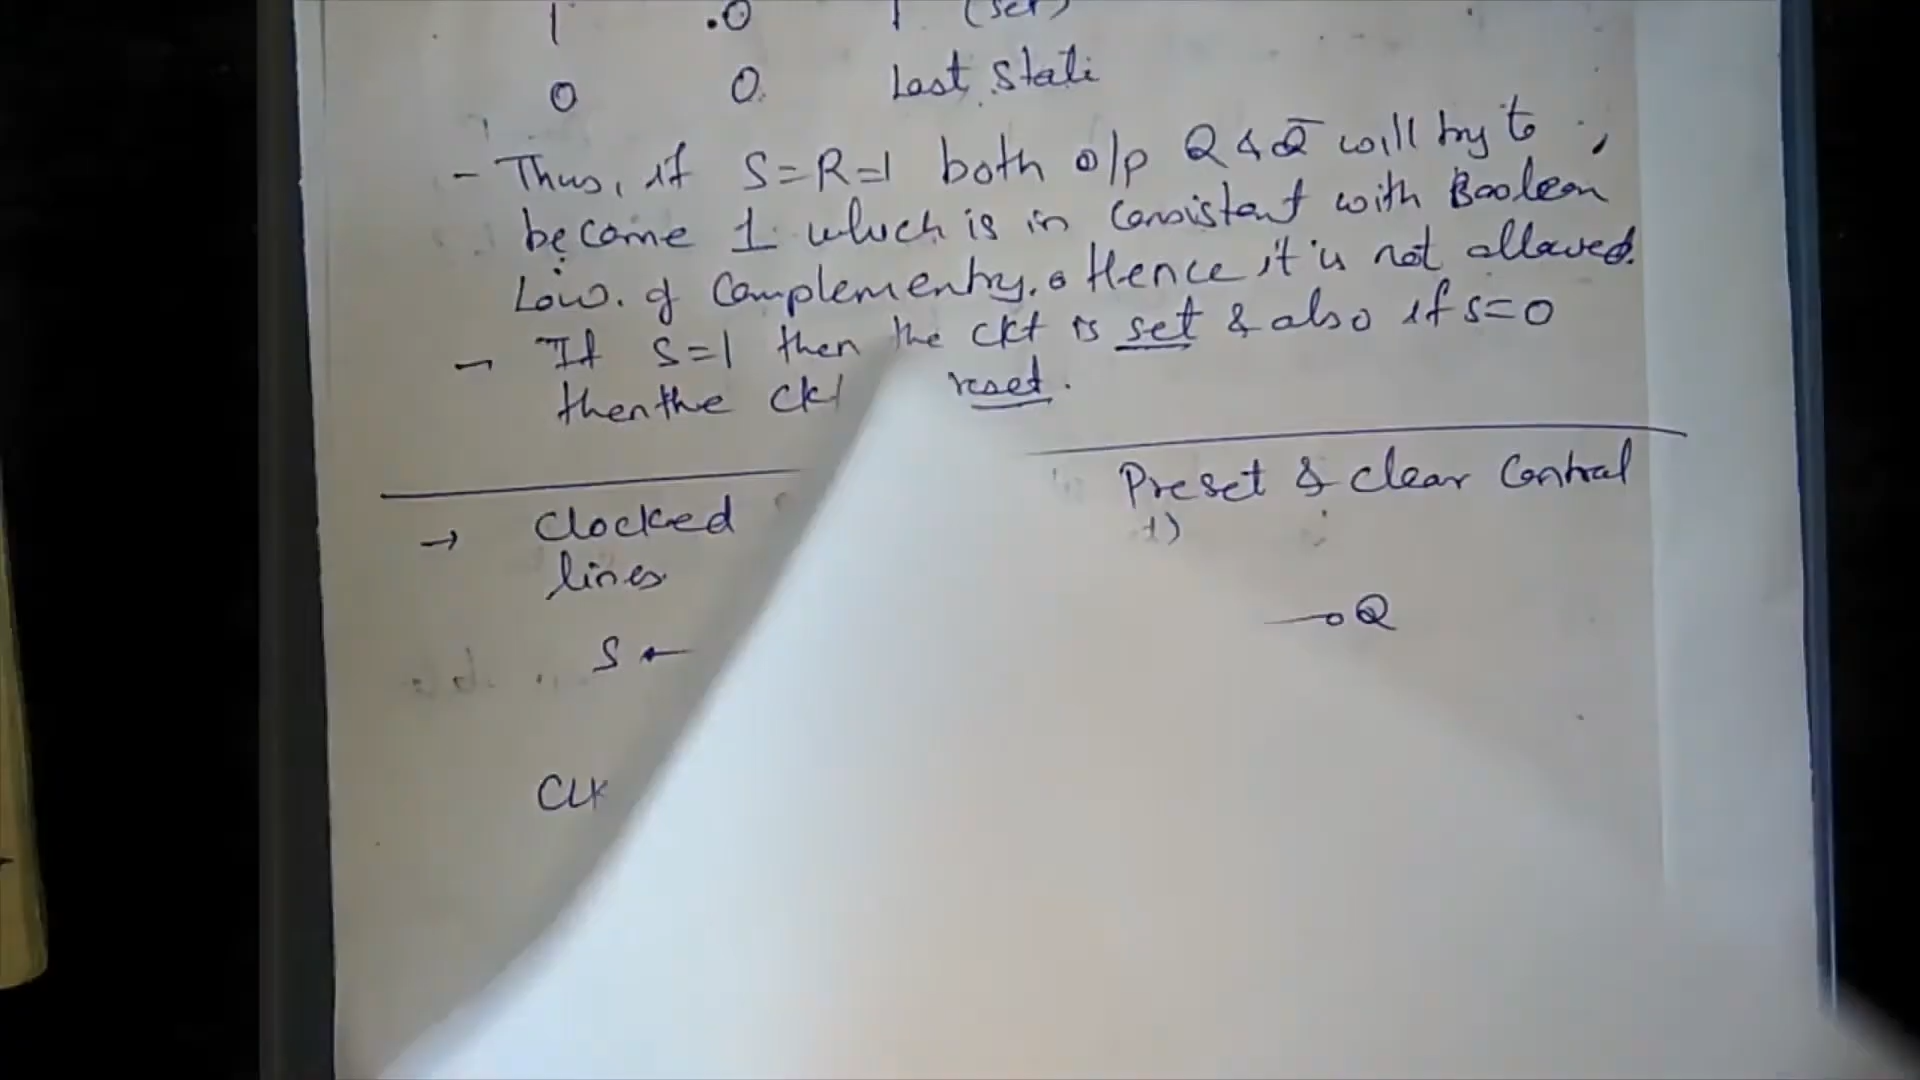 1 .0 1 (set)
0 0 Last State
- Thus, if S=R=1 both o/p Q & Q̅ will try to
become 1 which is in consistant with Boolean
Law. of Complementry. Hence it is not allowed.
- If S=1 then the ckt is set & also if s=0
then the ckt reset.
→ Clocked Preset & clear Control
lines 1)
Q
S
CLK